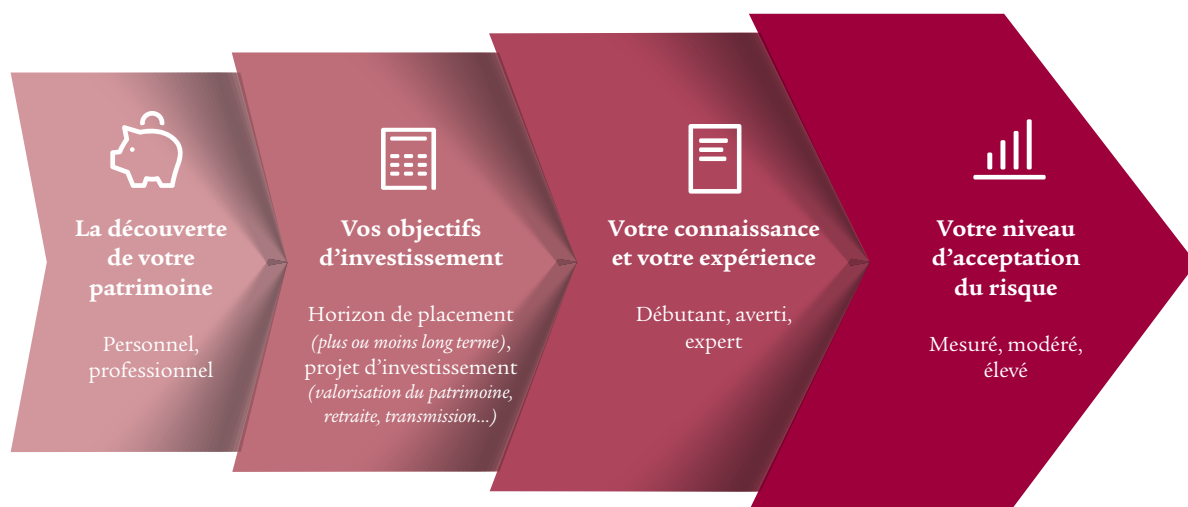 La découverte
de votre
patrimoine
Personnel,
professionnel
Vos objectifs
d’investissement
Horizon de placement
(plus ou moins long terme),
projet d’investissement
(valorisation du patrimoine,
retraite, transmission...)
Votre connaissance
et votre expérience
Débutant, averti,
expert
Votre niveau
d’acceptation
du risque
Mesuré, modéré,
élevé